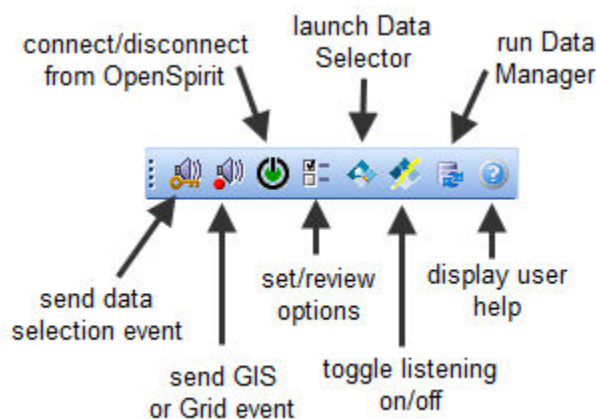 connect/disconnect
from OpenSpirit
launch Data
Selector
run Data
Manager
send data
selection event
send GIS
or Grid event
set/review
options
toggle listening
on/off
display user
help